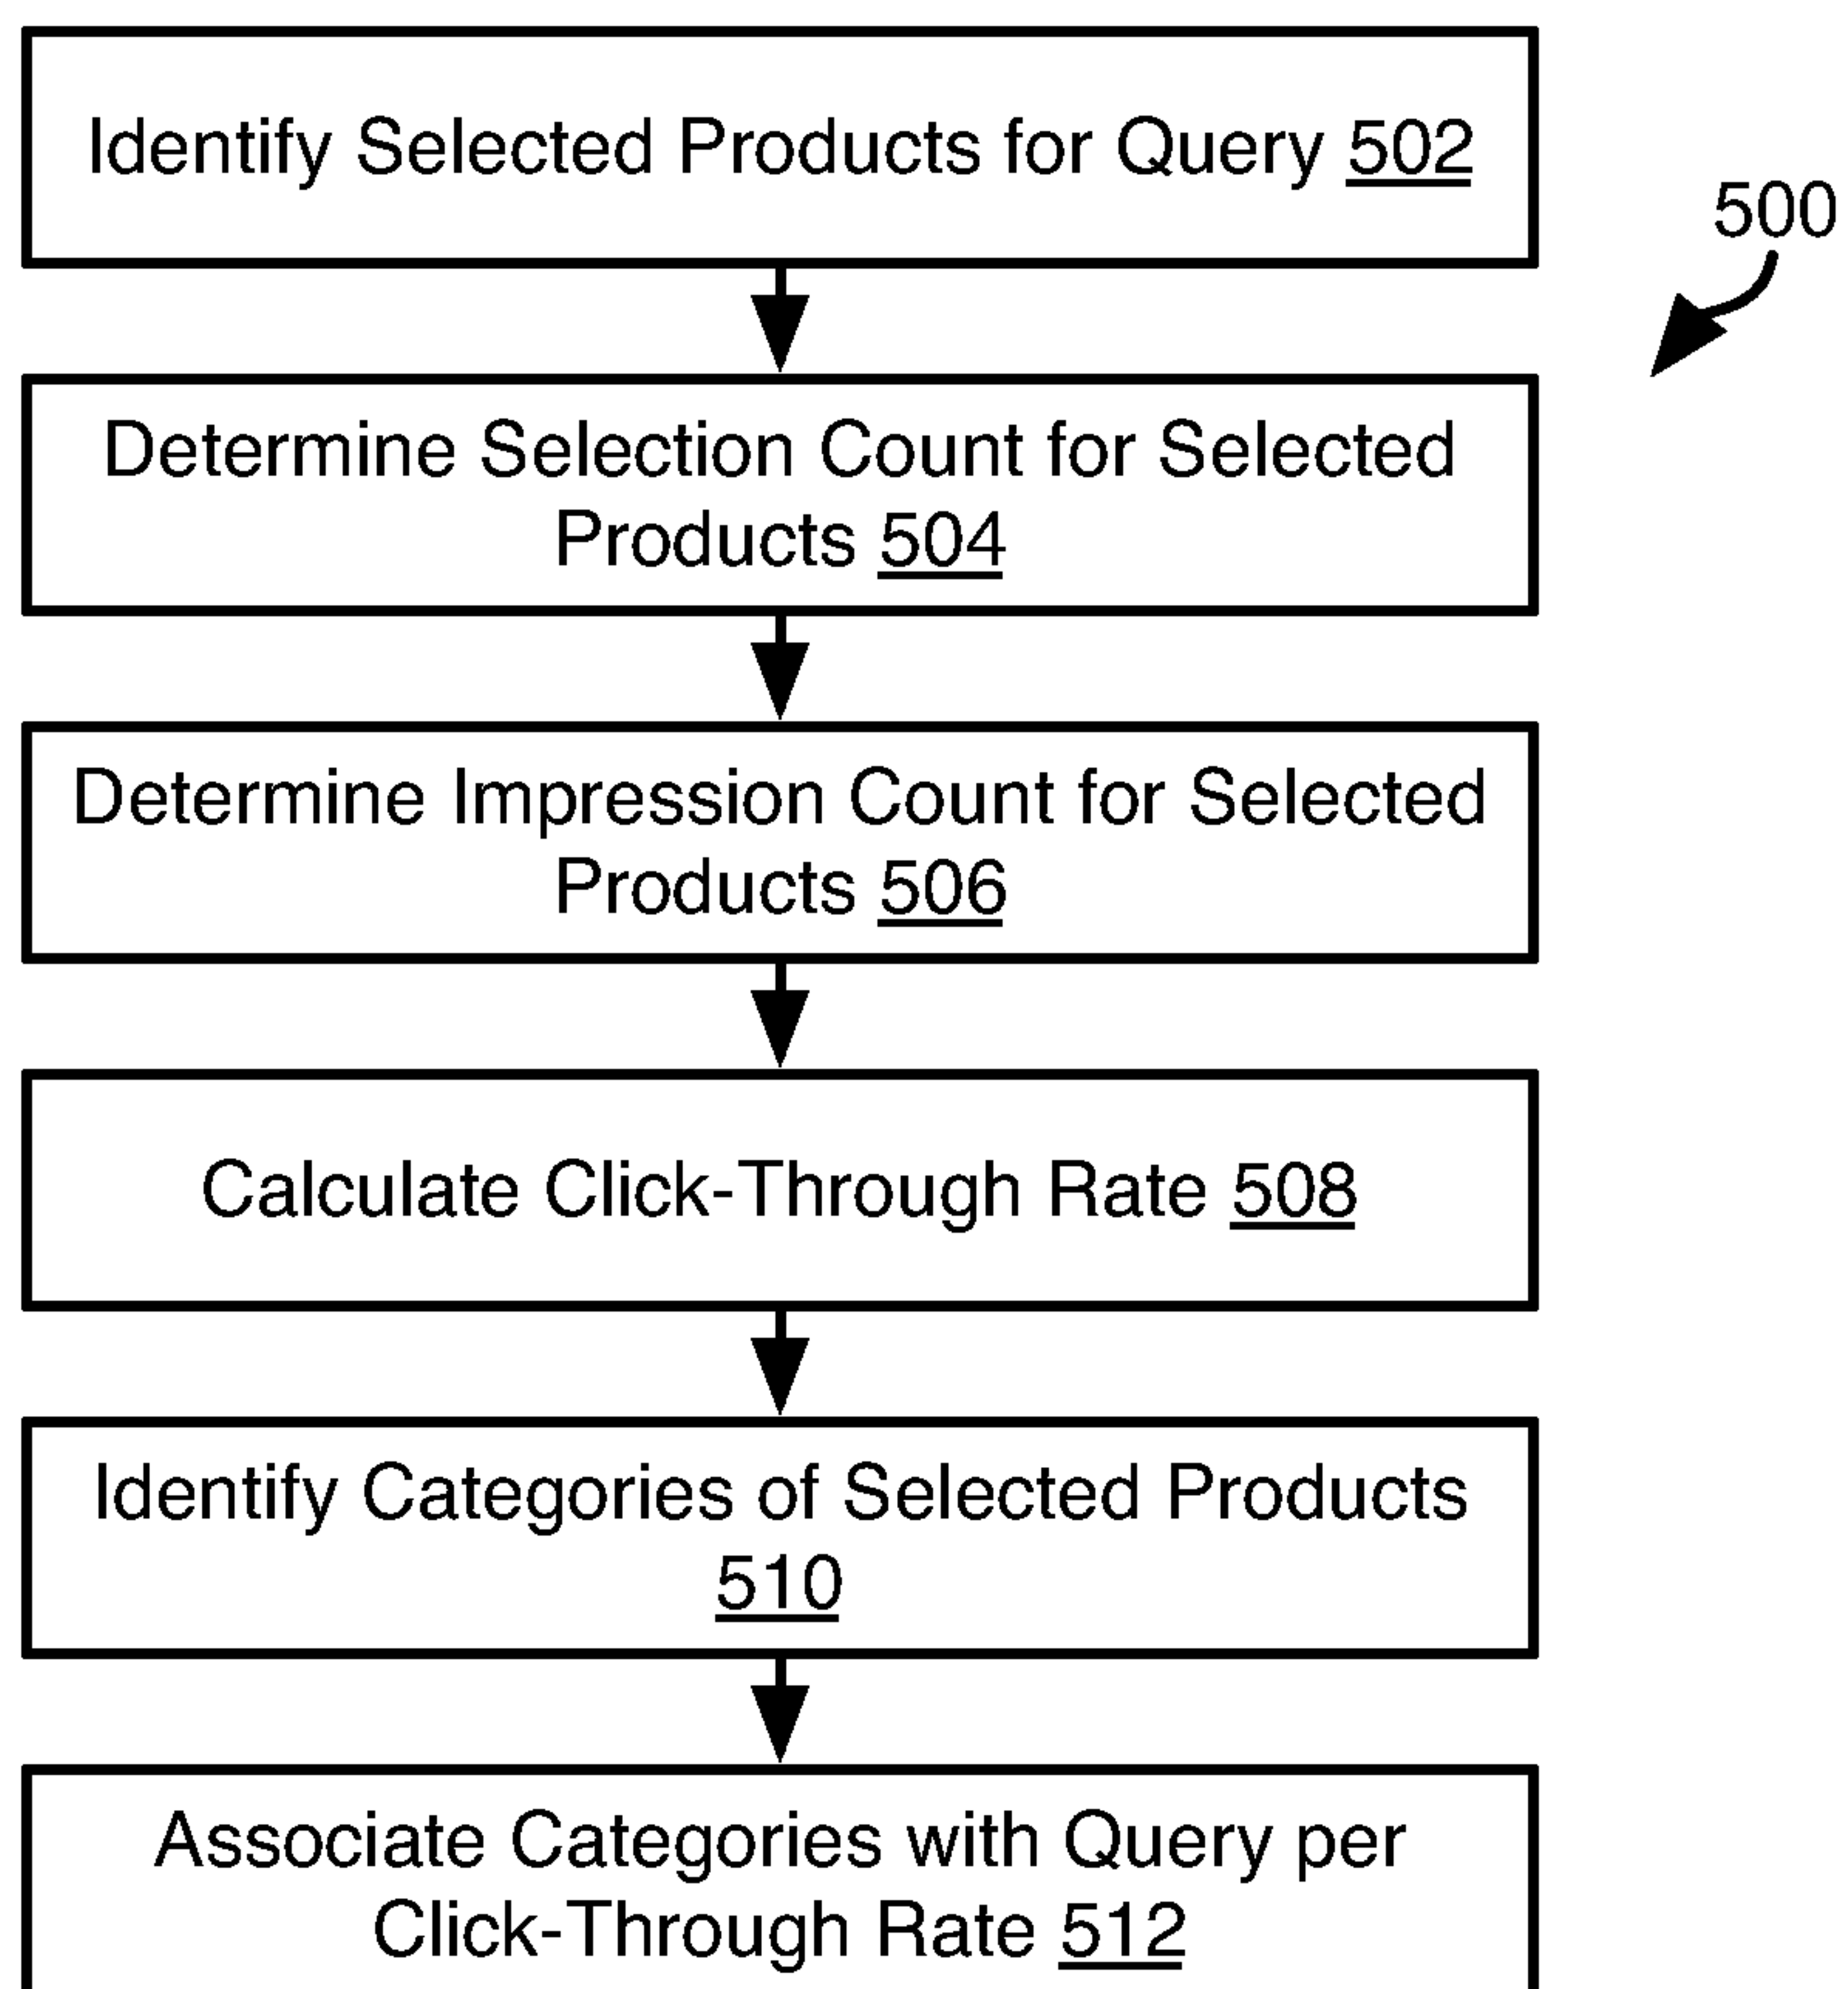 Identify Selected Products for Query 502
500
Determine Selection Count for Selected
Products 504
Determine Impression Count for Selected
Products 506
Calculate Click-Through Rate 508
Identify Categories of Selected Products
510
Associate Categories with Query per
Click-Through Rate 512